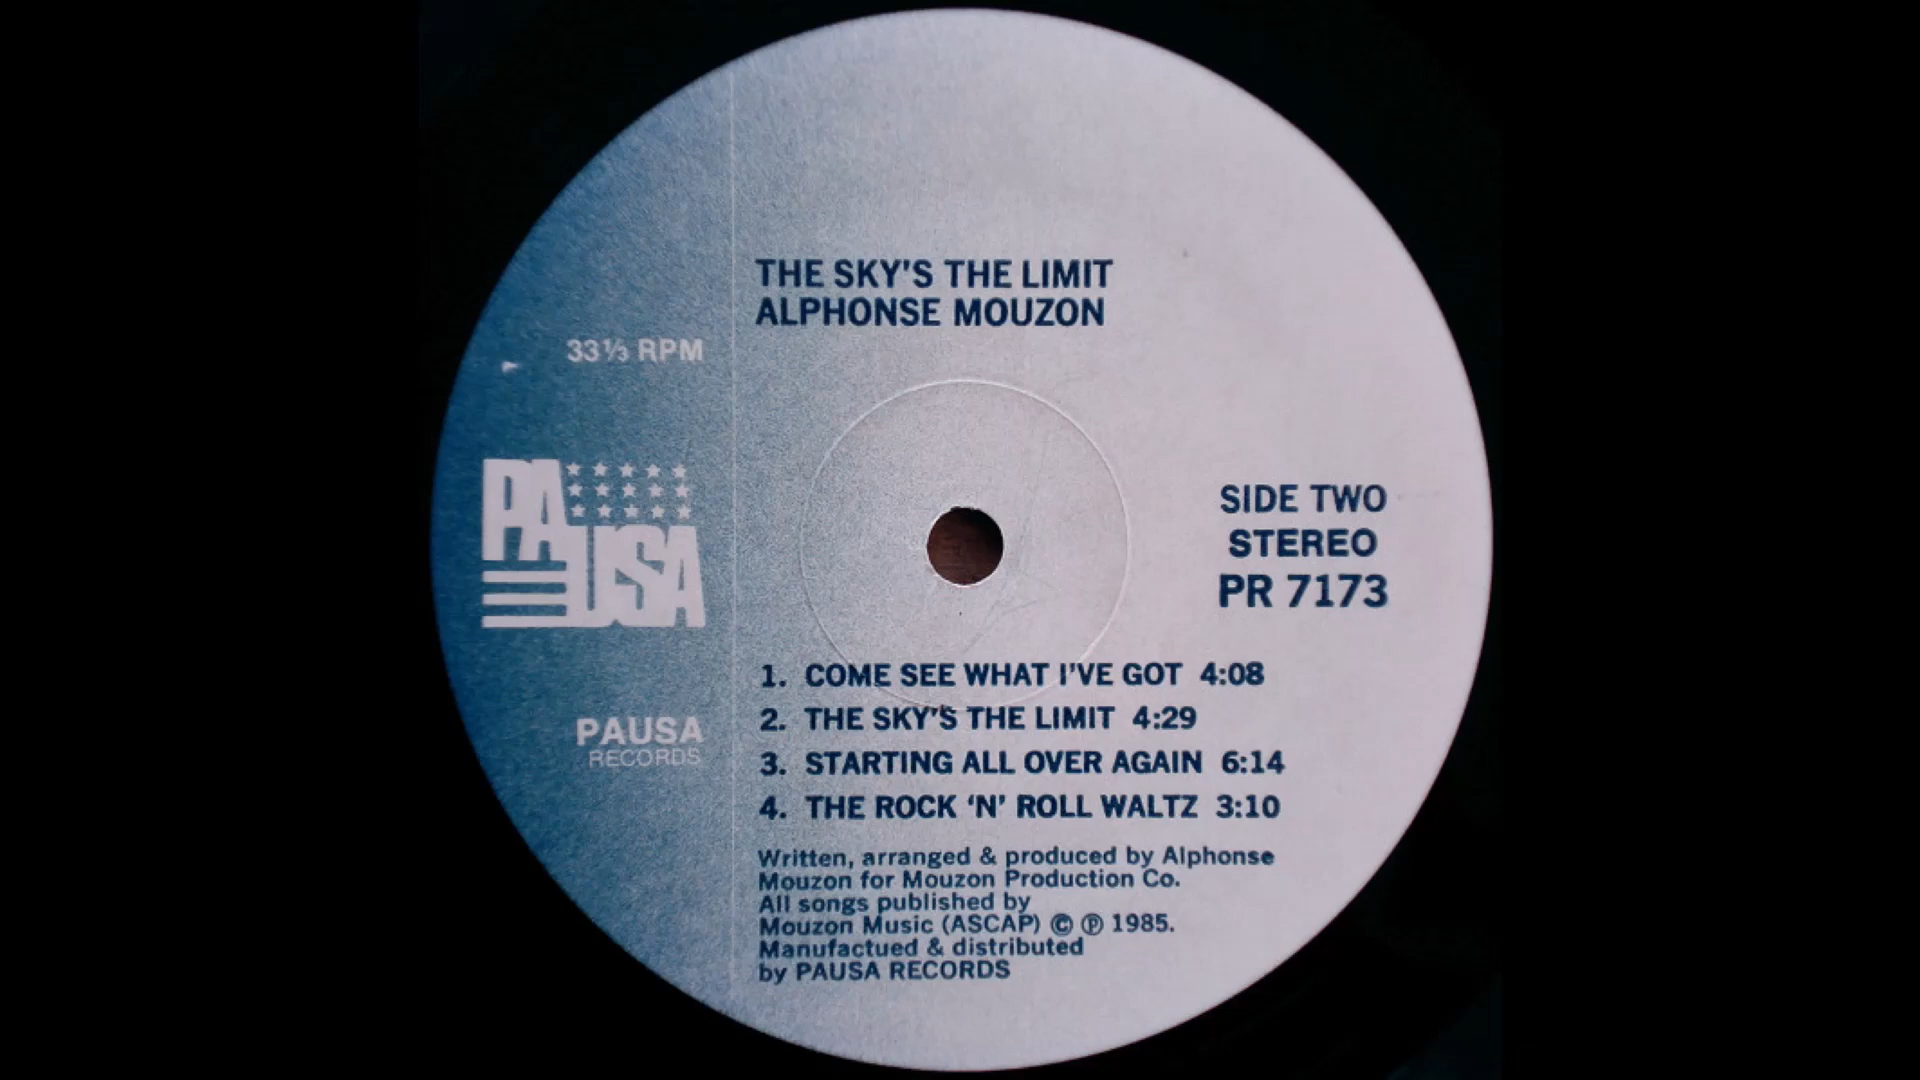 THE SKY'S THE LIMIT
ALPHONSE MOUZON
33⅓ RPM
PAUSA
SIDE TWO
STEREO
PR 7173
PAUSA
RECORDS
1. COME SEE WHAT I'VE GOT 4:08
2. THE SKY'S THE LIMIT 4:29
3. STARTING ALL OVER AGAIN 6:14
4. THE ROCK 'N' ROLL WALTZ 3:10
Written, arranged & produced by Alphonse
Mouzon for Mouzon Production Co.
All songs published by
Mouzon Music (ASCAP) © ℗ 1985.
Manufactued & distributed
by PAUSA RECORDS